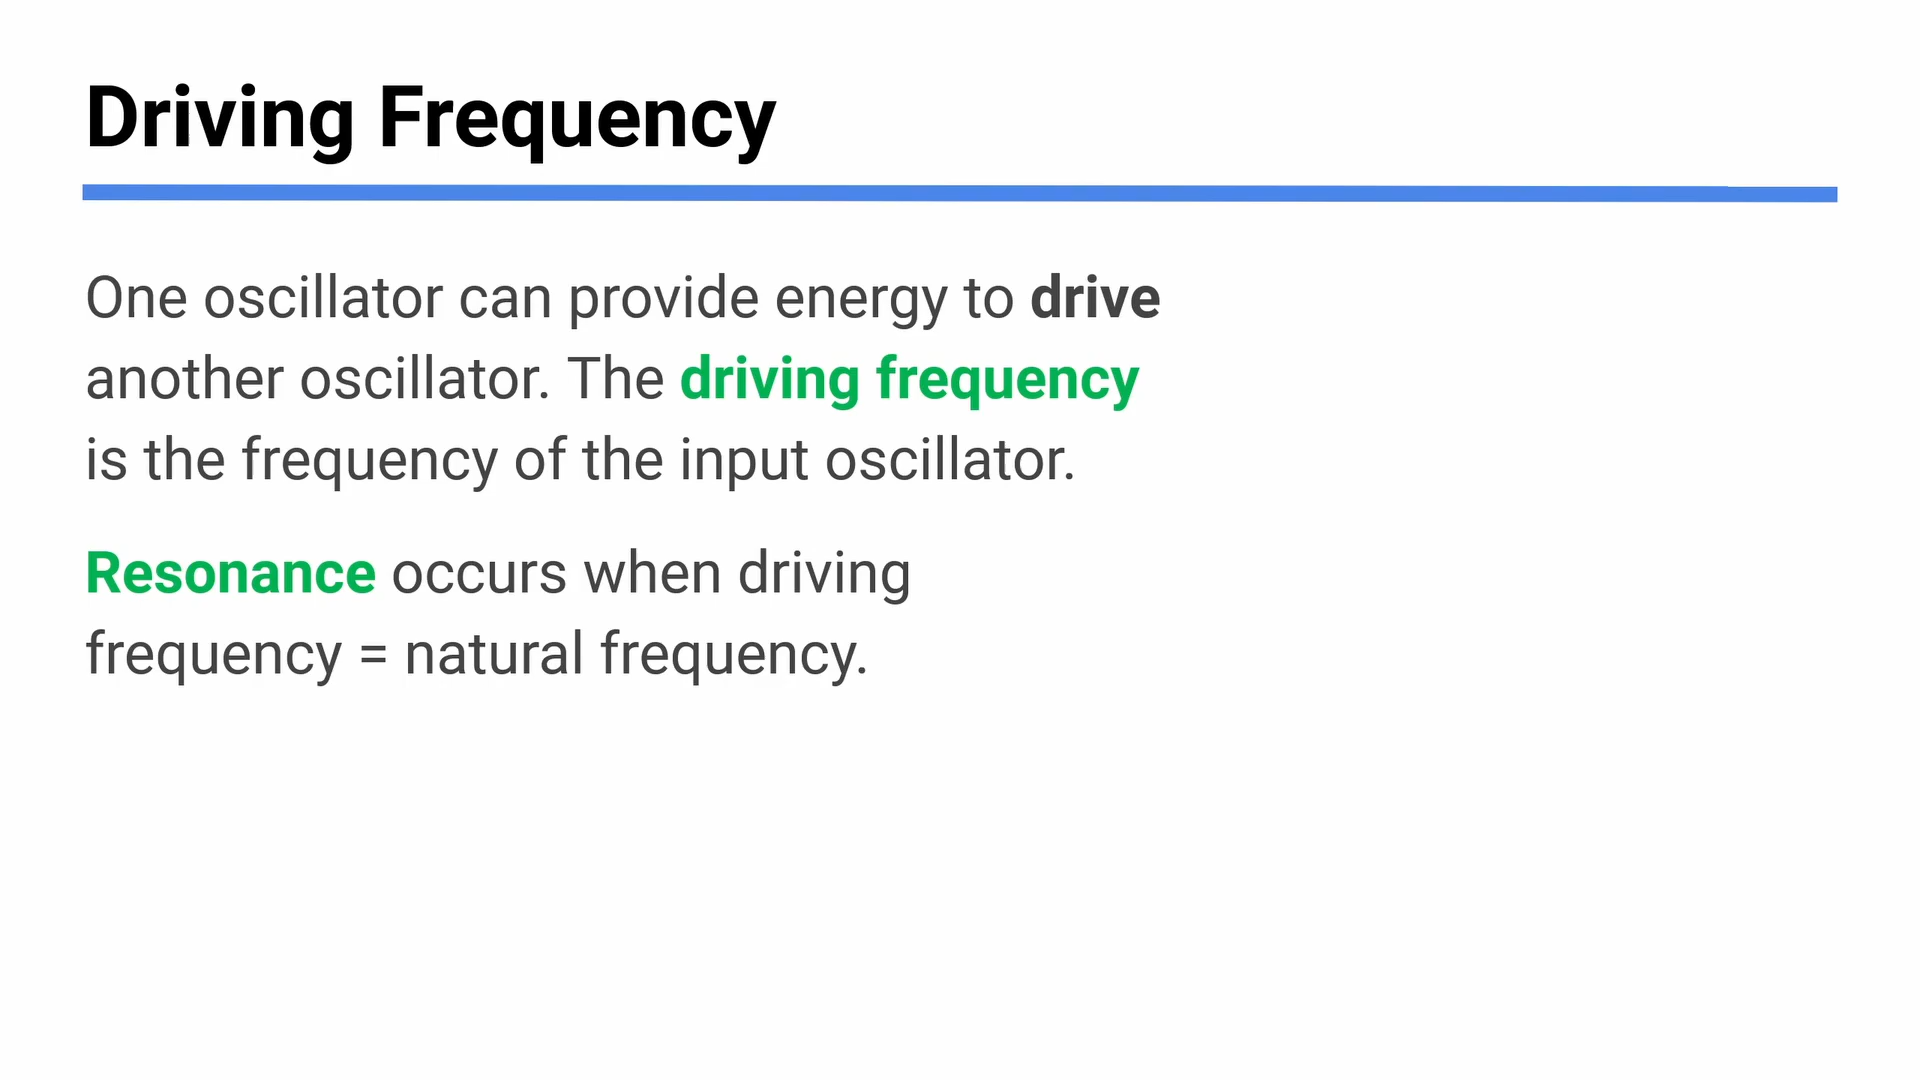 Driving Frequency
One oscillator can provide energy to drive
another oscillator. The driving frequency
is the frequency of the input oscillator.
Resonance occurs when driving
frequency = natural frequency.